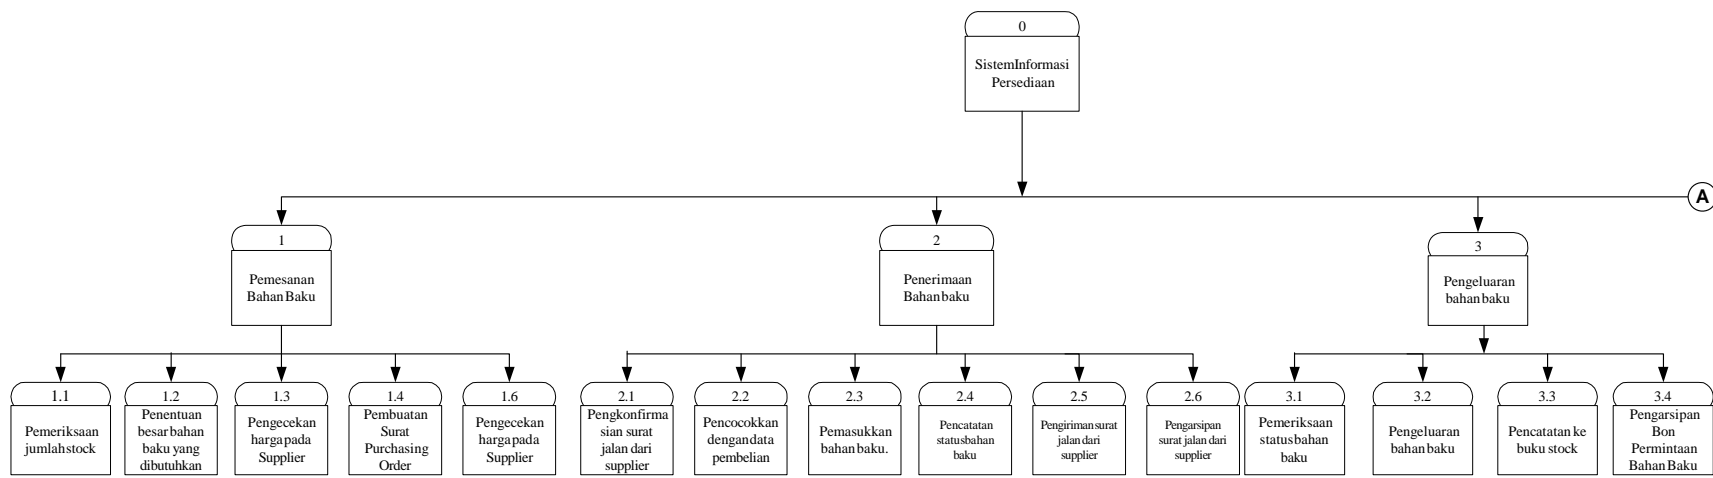 0
SistemInformasi
Persediaan
A
1
Pemesanan
Bahan Baku
2
Penerimaan
Bahan baku
3
Pengeluaran
bahan baku
1.1
Pemeriksaan
jumlah stock
1.2
Penentuan
besar bahan
baku yang
dibutuhkan
1.3
Pengecekan
harga pada
Supplier
1.4
Pembuatan
Surat
Purchasing
Order
1.6
Pengecekan
harga pada
Supplier
2.1
Pengkonfirma
sian surat
jalan dari
supplier
2.2
Pencocokkan
dengan data
pembelian
2.3
Pemasukkan
bahan baku.
2.4
Pencatatan
status bahan
baku
2.5
Pengiriman surat
jalan dari
supplier
2.6
Pengarsipan
surat jalan dari
supplier
3.1
Pemeriksaan
status bahan
baku
3.2
Pengeluaran
bahan baku
3.3
Pencatatan ke
buku stock
3.4
Pengarsipan
Bon
Permintaan
Bahan Baku